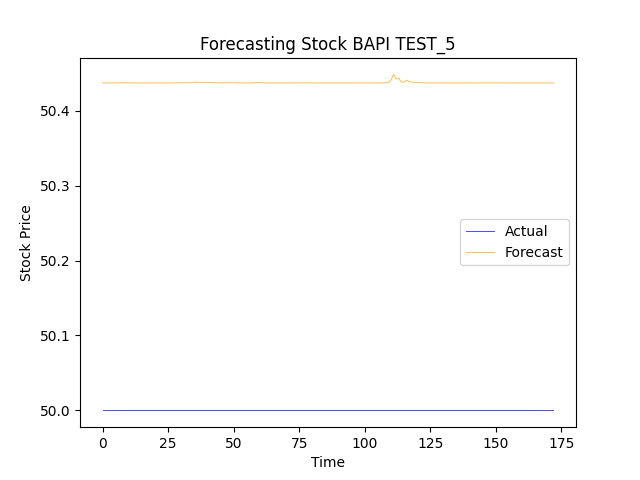 Forecasting Stock BAPI TEST_5
Stock Price
50.4
50.3
50.2
50.1
50.0
Actual
Forecast
0 25 50 75 100 125 150 175
Time